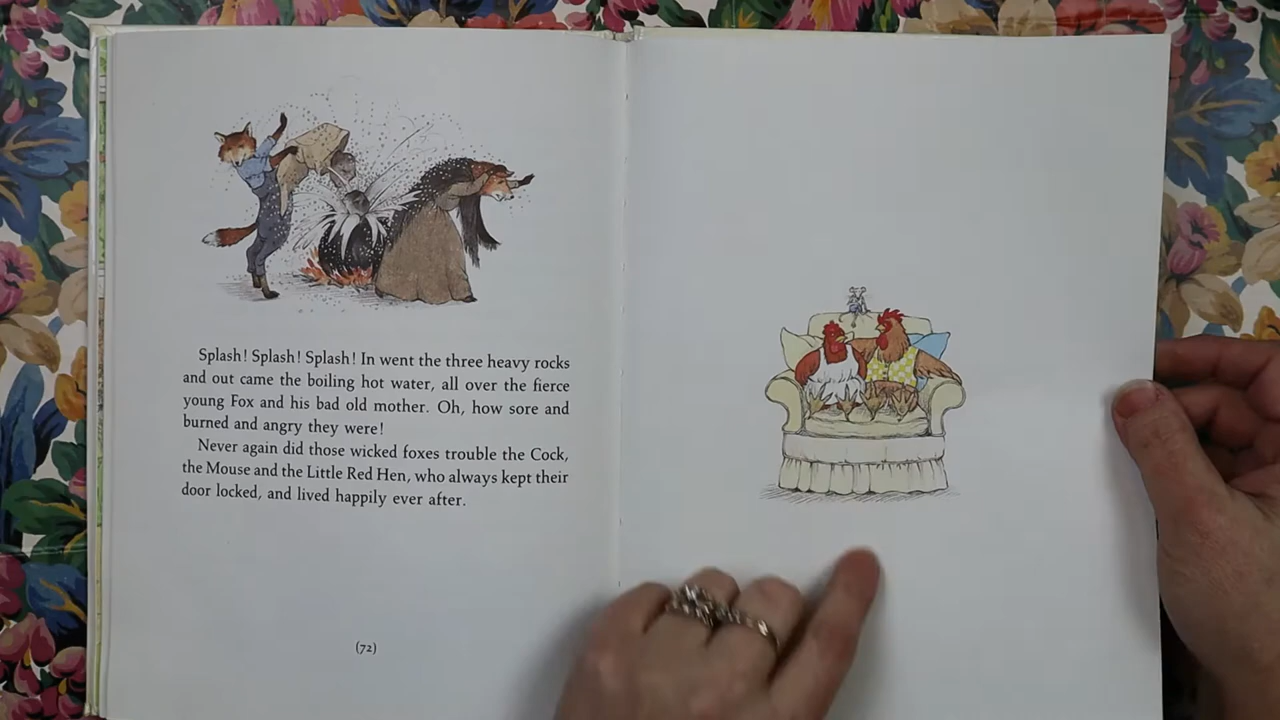 Splash! Splash! Splash! In went the three heavy rocks
and out came the boiling hot water, all over the fierce
young Fox and his bad old mother. Oh, how sore and
burned and angry they were!
Never again did those wicked foxes trouble the Cock,
the Mouse and the Little Red Hen, who always kept their
door locked, and lived happily ever after.
(72)